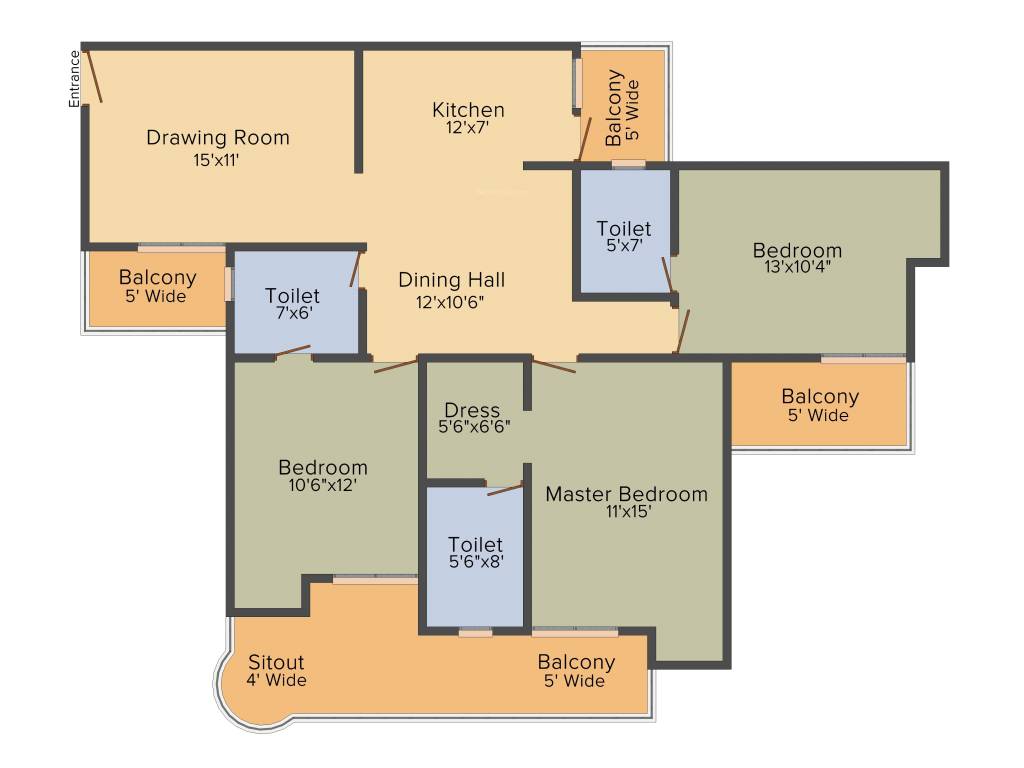 Entrance
Drawing Room
15'x11'
Kitchen
12'x7'
Balcony
5' Wide
Toilet
5'x7'
Bedroom
13'x10'4"
Balcony
5' Wide
Toilet
7'x6'
Dining Hall
12'x10'6"
Balcony
5' Wide
Dress
5'6"x6'6"
Bedroom
10'6"x12'
Master Bedroom
11'x15'
Toilet
5'6"x8'
Sitout
4' Wide
Balcony
5' Wide